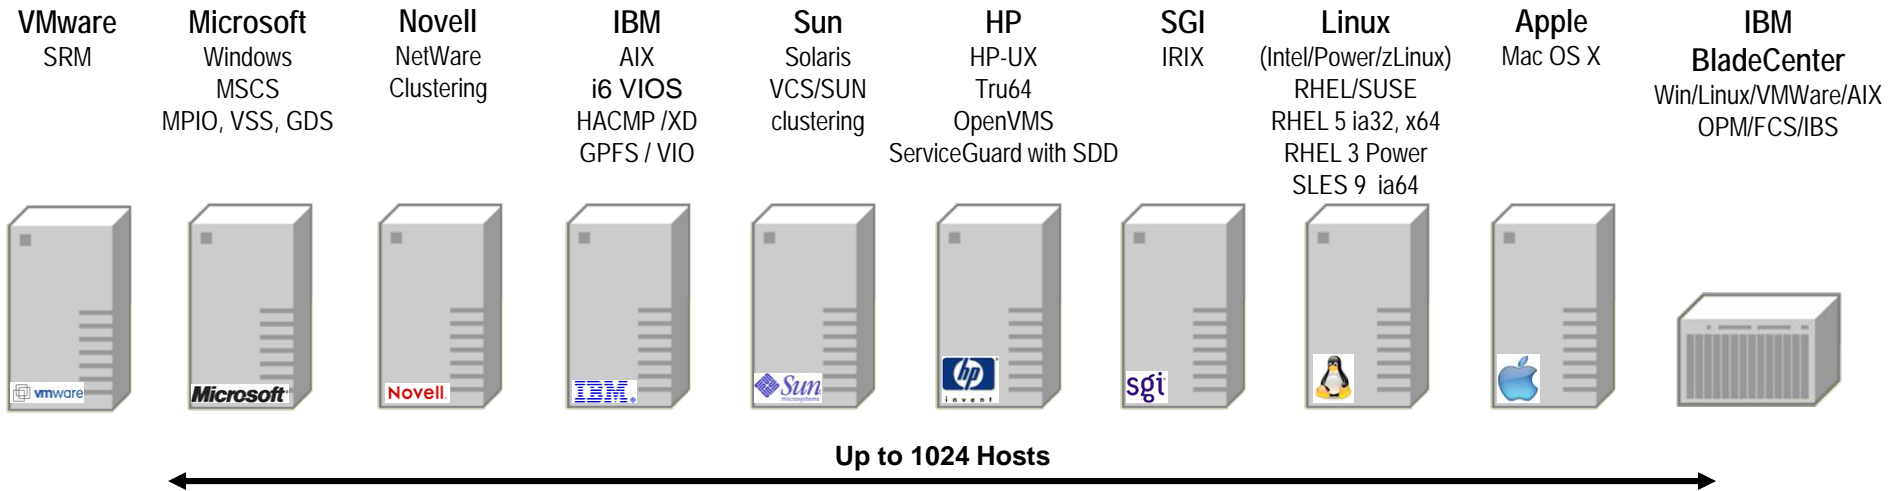 VMware
SRM
Microsoft
Windows
MSCS
MPIO, VSS, GDS
Novell
NetWare
Clustering
IBM
AIX
i6 VIOS
HACMP /XD
GPFS / VIO
Sun
Solaris
VCS/SUN
clustering
HP
HP-UX
Tru64
OpenVMS
ServiceGuard with SDD
SGI
IRIX
Linux
(Intel/Power/zLinux)
RHEL/SUSE
RHEL 5 ia32, x64
RHEL 3 Power
SLES 9 ia64
Apple
Mac OS X
IBM
BladeCenter
Win/Linux/VMWare/AIX
OPM/FCS/IBS
vmware
Microsoft
Novell.
IBM.
Sun
microsystems
hp
invent
sgi
Up to 1024 Hosts